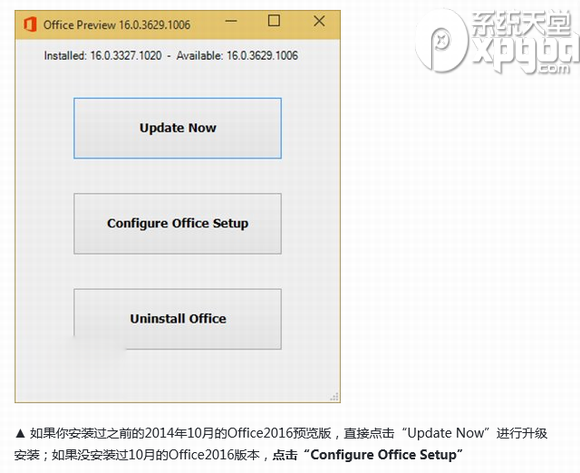 Office Preview 16.0.3629.1006
系统天堂
xpgba
.com
Installed: 16.0.3327.1020 - Available: 16.0.3629.1006
Update Now
Configure Office Setup
Uninstall Office
▲ 如果你安装过之前的2014年10月的Office2016预览版，直接点击“Update Now”进行升级
安装；如果没安装过10月的Office2016版本，点击“Configure Office Setup”